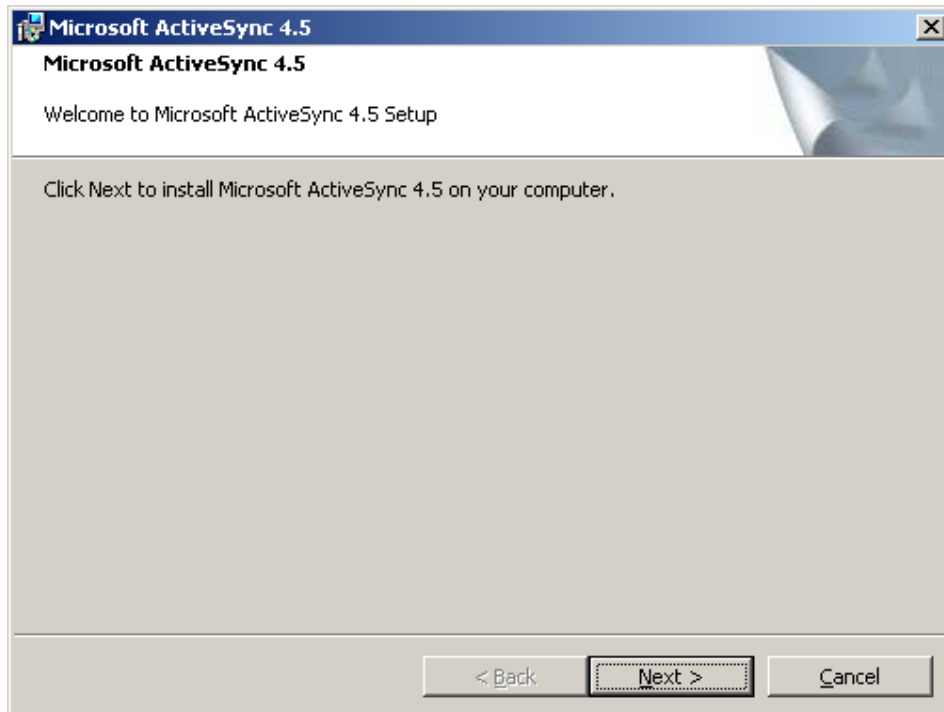 Microsoft ActiveSync 4.5
Microsoft ActiveSync 4.5
Welcome to Microsoft ActiveSync 4.5 Setup
Click Next to install Microsoft ActiveSync 4.5 on your computer.
< Back Next > Cancel